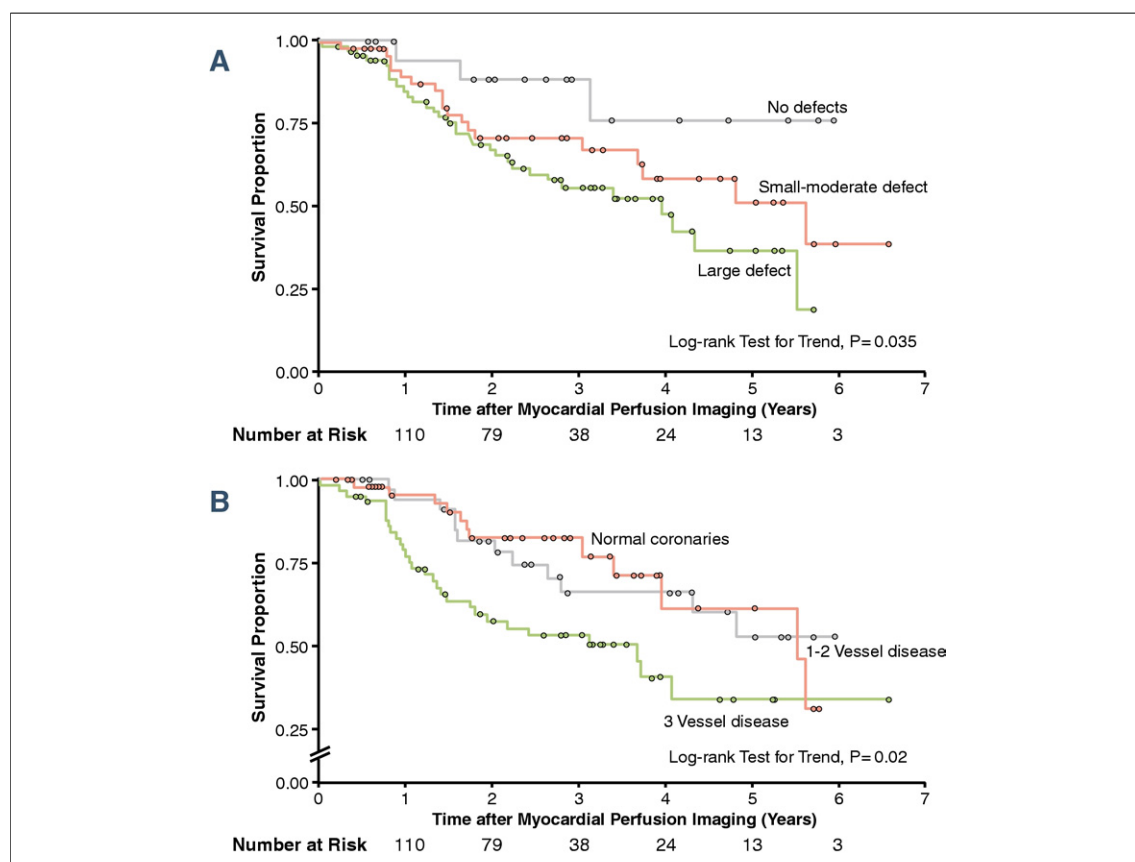 A
1.00
0.75
0.50
0.25
0.00
Survival Proportion
No defects
Small-moderate defect
Large defect
Log-rank Test for Trend, P= 0.035
0 1 2 3 4 5 6 7
Time after Myocardial Perfusion Imaging (Years)
Number at Risk 110 79 38 24 13 3
B
1.00
0.75
0.50
0.25
0.00
Survival Proportion
Normal coronaries
1-2 Vessel disease
3 Vessel disease
Log-rank Test for Trend, P= 0.02
0 1 2 3 4 5 6 7
Time after Myocardial Perfusion Imaging (Years)
Number at Risk 110 79 38 24 13 3